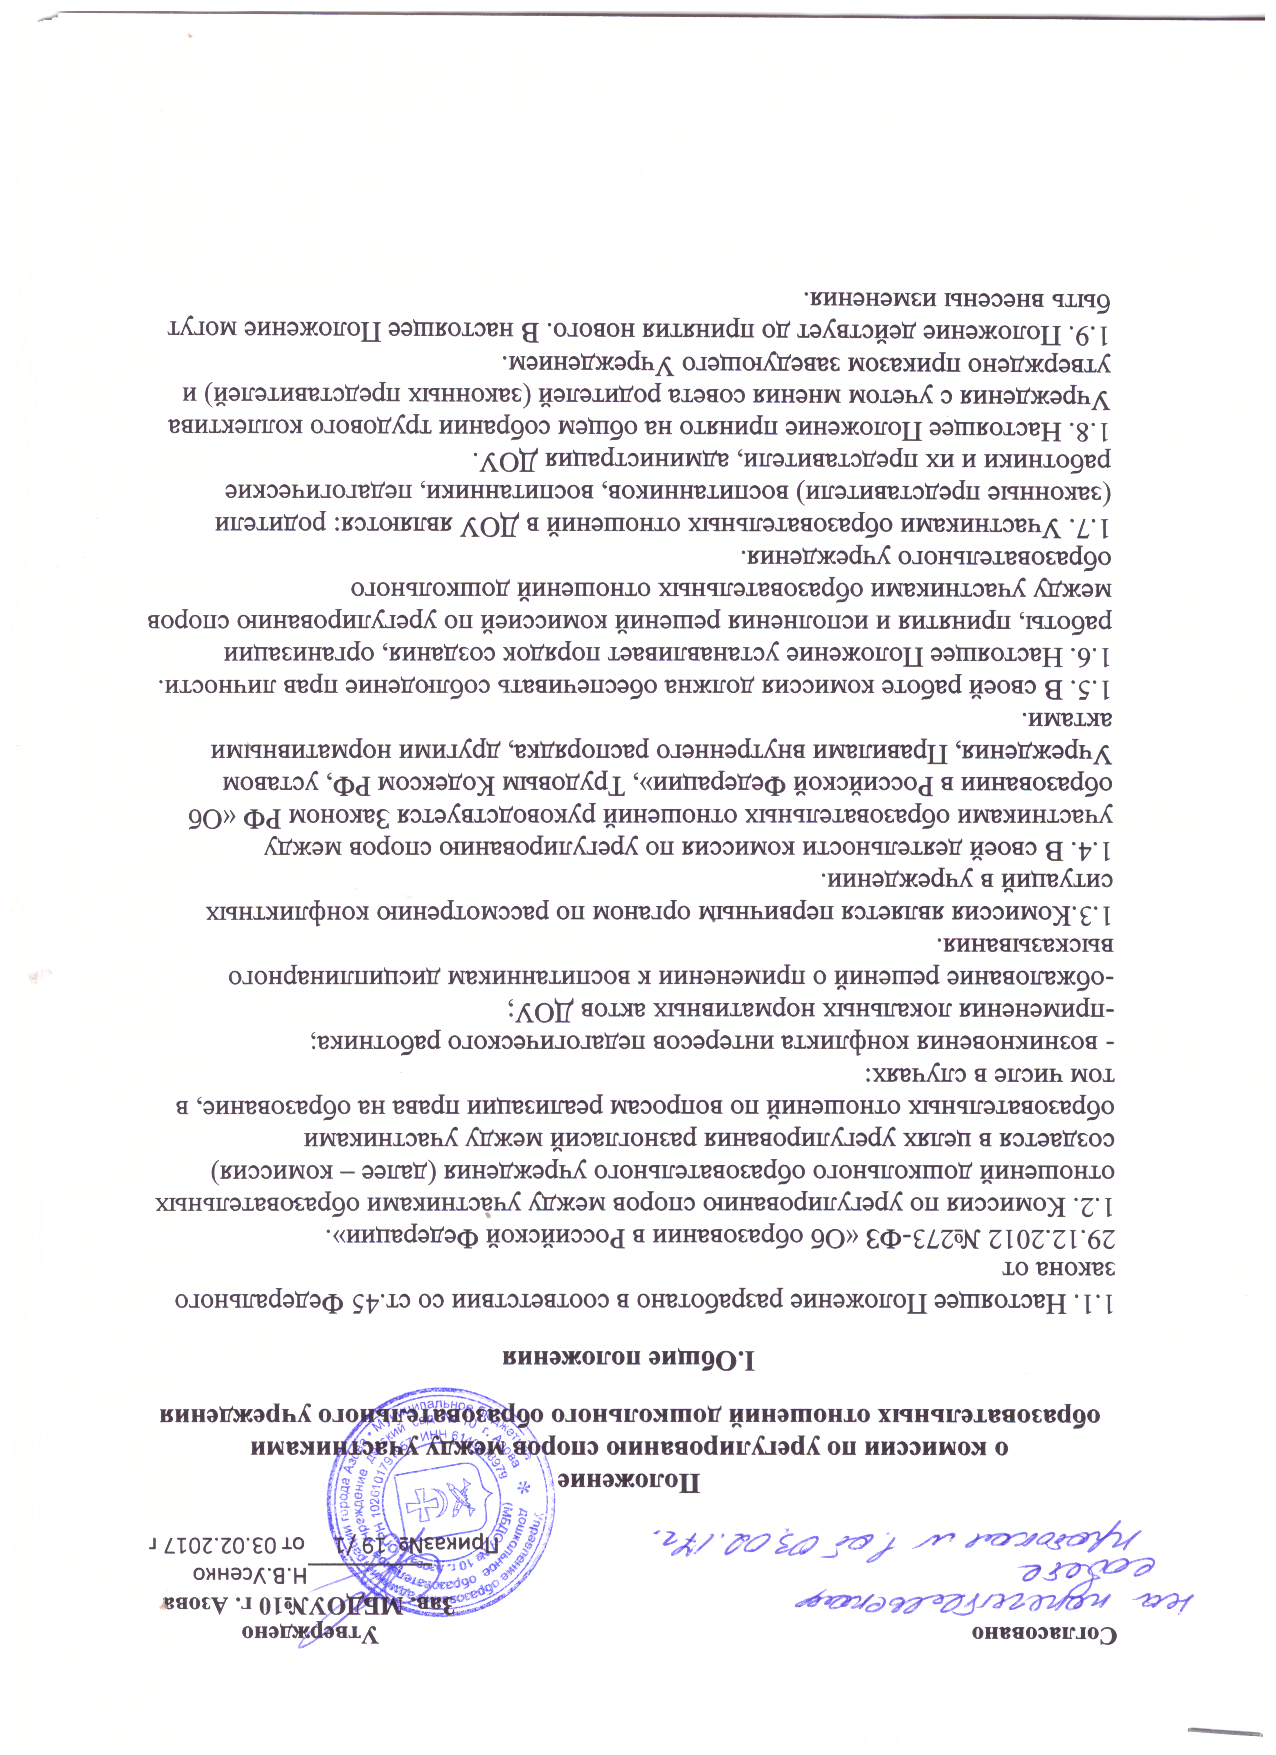 Согласовано
на педагогическом
совете
протокол №1 от 03.02.17г.
Утверждено
Зав. МБДОУ№10 г. Азова
Н.В.Усенко
Приказ№ 19/1 от 03.02.2017 г
Положение
о комиссии по урегулированию споров между участниками
образовательных отношений дошкольного образовательного учреждения
I.Общие положения
1.1. Настоящее Положение разработано в соответствии со ст.45 Федерального
закона от
29.12.2012 №273-ФЗ «Об образовании в Российской Федерации».
1.2. Комиссия по урегулированию споров между участниками образовательных
отношений дошкольного образовательного учреждения (далее – комиссия)
создается в целях урегулирования разногласий между участниками
образовательных отношений по вопросам реализации права на образование, в
том числе в случаях:
- возникновения конфликта интересов педагогического работника;
-применения локальных нормативных актов ДОУ;
-обжалование решений о применении к воспитанникам дисциплинарного
высказывания.
1.3.Комиссия является первичным органом по рассмотрению конфликтных
ситуаций в учреждении.
1.4. В своей деятельности комиссия по урегулированию споров между
участниками образовательных отношений руководствуется Законом РФ «Об
образовании в Российской Федерации», Трудовым Кодексом РФ, уставом
Учреждения, Правилами внутреннего распорядка, другими нормативными
актами.
1.5. В своей работе комиссия должна обеспечивать соблюдение прав личности.
1.6. Настоящее Положение устанавливает порядок создания, организации
работы, принятия и исполнения решений комиссией по урегулированию споров
между участниками образовательных отношений дошкольного
образовательного учреждения.
1.7. Участниками образовательных отношений в ДОУ являются: родители
(законные представители) воспитанников, воспитанники, педагогические
работники и их представители, администрация ДОУ.
1.8. Настоящее Положение принято на общем собрании трудового коллектива
Учреждения с учетом мнения совета родителей (законных представителей) и
утверждено приказом заведующего Учреждением.
1.9. Положение действует до принятия нового. В настоящее Положение могут
быть внесены изменения.